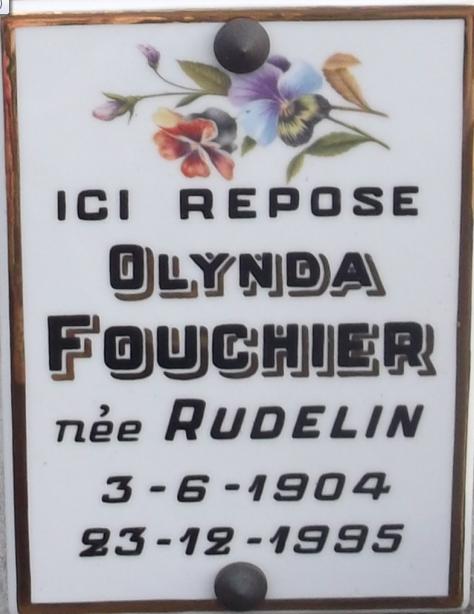 ICI REPOSE
OLYNDA
FOUCHIER
née RUDELIN
3-6-1904
23-12-1995